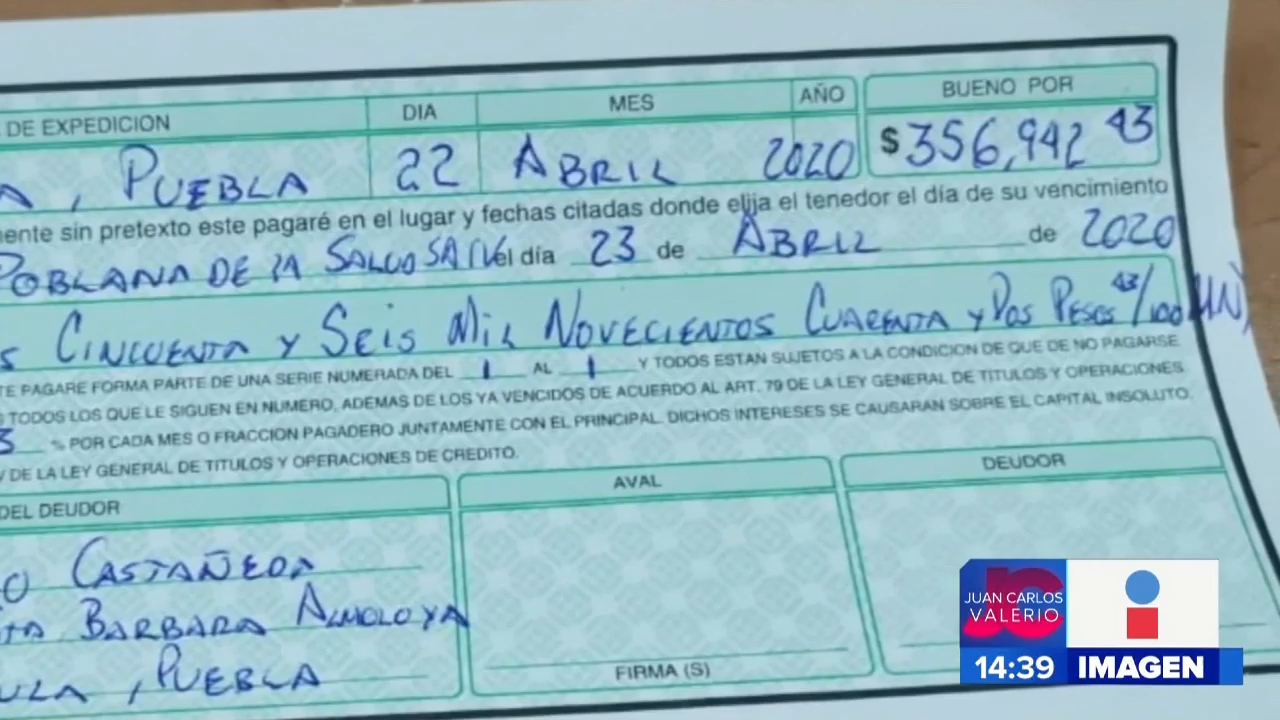 DE EXPEDICION DIA MES AÑO BUENO POR
A, PUEBLA 22 ABRIL 2020 $356,942 43
mente sin pretexto este pagaré en el lugar y fechas citadas donde elija el tenedor el día de su vencimiento
POBLANA DE LA SALUD SA CV el día 23 de ABRIL de 2020
S CINCUENTA Y SEIS MIL NOVECIENTOS CUARENTA Y DOS PESOS 43/100 MN)
TE PAGARE FORMA PARTE DE UNA SERIE NUMERADA DEL 1 AL 1 Y TODOS ESTAN SUJETOS A LA CONDICION DE QUE DE NO PAGARSE
TODOS LOS QUE LE SIGUEN EN NUMERO, ADEMAS DE LOS YA VENCIDOS DE ACUERDO AL ART. 79 DE LA LEY GENERAL DE TITULOS Y OPERACIONES
3 % POR CADA MES O FRACCION PAGADERO JUNTAMENTE CON EL PRINCIPAL. DICHOS INTERESES SE CAUSARAN SOBRE EL CAPITAL INSOLUTO.
V DE LA LEY GENERAL DE TITULOS Y OPERACIONES DE CREDITO.
DEL DEUDOR AVAL DEUDOR
O CASTAÑEDA
TA BARBARA ALMOLOYA
ULA, PUEBLA
FIRMA (S)
JC
JUAN CARLOS
VALERIO
14:39 IMAGEN